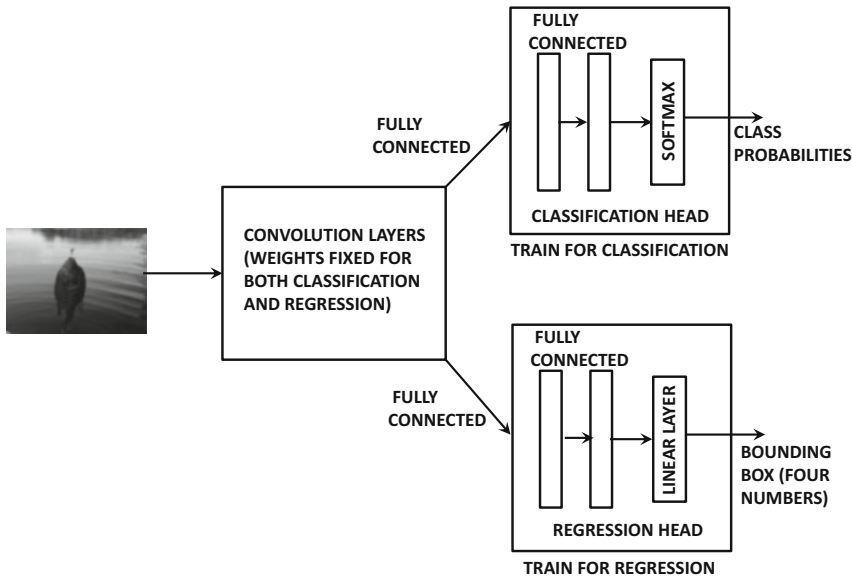 FULLY
CONNECTED
SOFTMAX
CLASSIFICATION HEAD
TRAIN FOR CLASSIFICATION
CLASS
PROBABILITIES
FULLY
CONNECTED
CONVOLUTION LAYERS
(WEIGHTS FIXED FOR
BOTH CLASSIFICATION
AND REGRESSION)
FULLY
CONNECTED
FULLY
CONNECTED
LINEAR LAYER
REGRESSION HEAD
TRAIN FOR REGRESSION
BOUNDING
BOX (FOUR
NUMBERS)